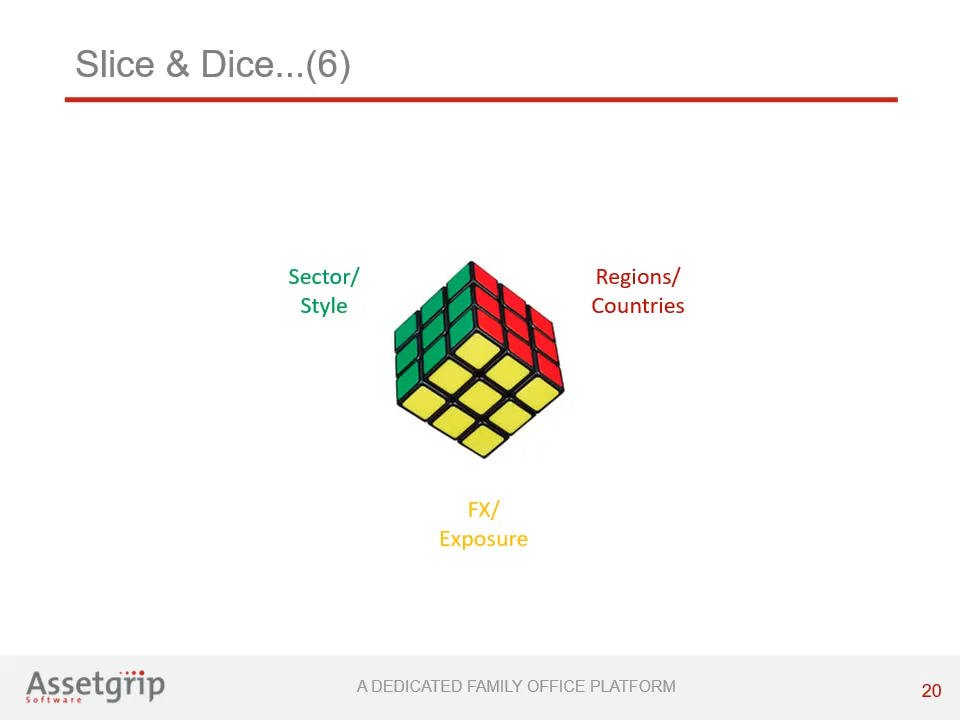 Slice & Dice...(6)
Sector/
Style
Regions/
Countries
FX/
Exposure
Assetgrip
Software
A DEDICATED FAMILY OFFICE PLATFORM
20